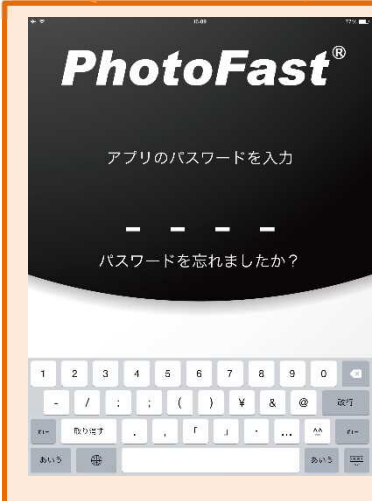 PhotoFast®
アプリのパスワードを入力
パスワードを忘れましたか？
1 2 3 4 5 6 7 8 9 0
- / : ; ( ) ¥ & @ 改行
取り消す . , 「 」 ・ … ^^
あいう あいう